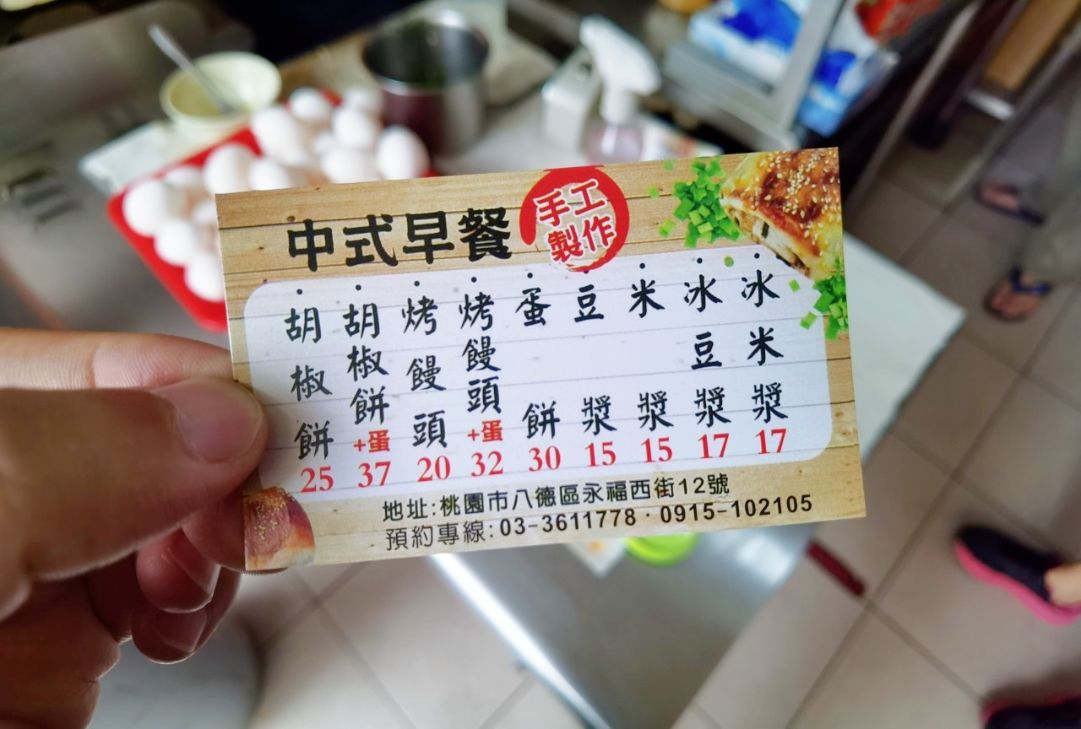 中式早餐
手工
製作
胡椒餅 25
胡椒餅+蛋 37
烤饅頭 20
烤饅頭+蛋 32
蛋餅 30
豆漿 15
米漿 15
冰豆漿 17
冰米漿 17
地址:桃園市八德區永福西街12號
預約專線:03-3611778·0915-102105